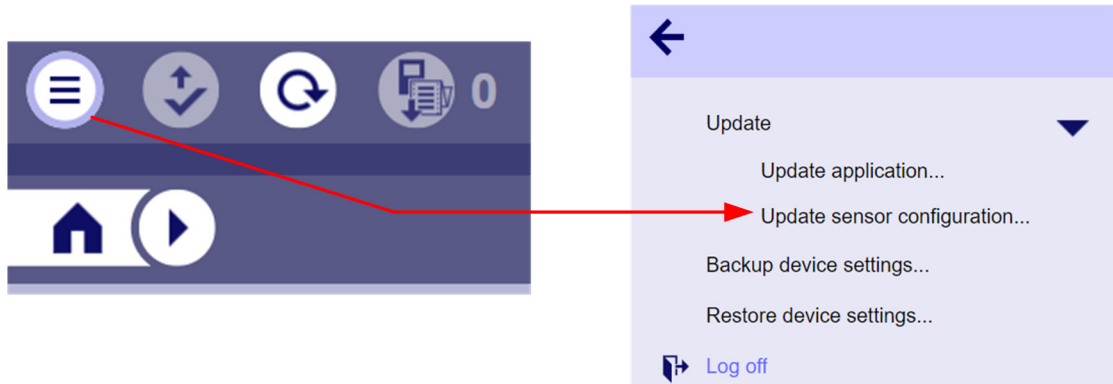 0
Update
Update application...
Update sensor configuration...
Backup device settings...
Restore device settings...
Log off